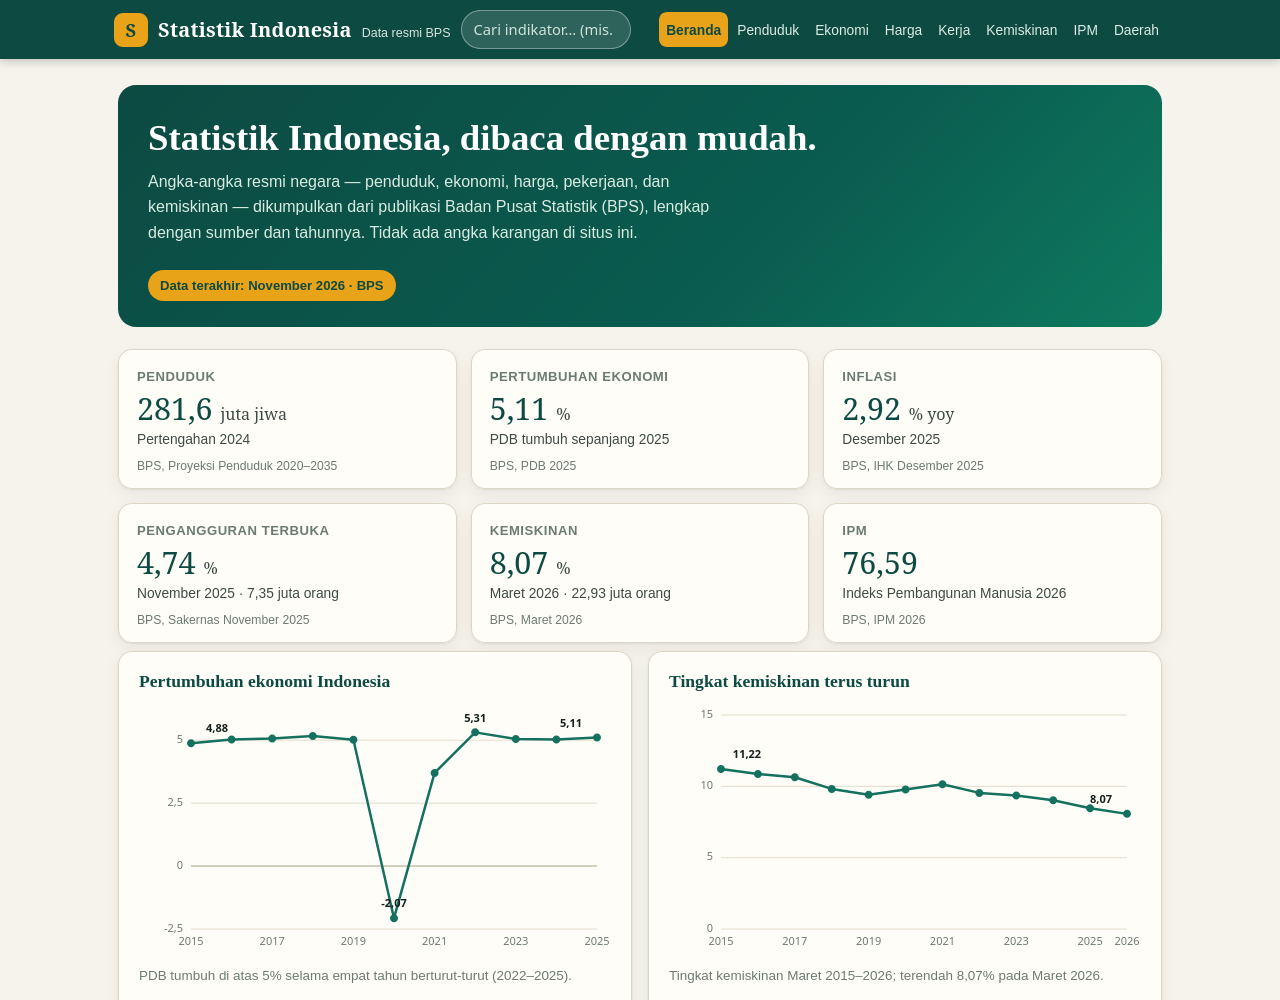 S Statistik Indonesia Data resmi BPS Cari indikator... (mis. Beranda Penduduk Ekonomi Harga Kerja Kemiskinan IPM Daerah
Statistik Indonesia, dibaca dengan mudah.
Angka-angka resmi negara — penduduk, ekonomi, harga, pekerjaan, dan
kemiskinan — dikumpulkan dari publikasi Badan Pusat Statistik (BPS), lengkap
dengan sumber dan tahunnya. Tidak ada angka karangan di situs ini.
Data terakhir: November 2026 · BPS
PENDUDUK
281,6 juta jiwa
Pertengahan 2024
BPS, Proyeksi Penduduk 2020–2035
PERTUMBUHAN EKONOMI
5,11 %
PDB tumbuh sepanjang 2025
BPS, PDB 2025
INFLASI
2,92 % yoy
Desember 2025
BPS, IHK Desember 2025
PENGANGGURAN TERBUKA
4,74 %
November 2025 · 7,35 juta orang
BPS, Sakernas November 2025
KEMISKINAN
8,07 %
Maret 2026 · 22,93 juta orang
BPS, Maret 2026
IPM
76,59
Indeks Pembangunan Manusia 2026
BPS, IPM 2026
Pertumbuhan ekonomi Indonesia
4,88 5,31 5,11
5
2,5
0
-2,07
-2,5
2015 2017 2019 2021 2023 2025
PDB tumbuh di atas 5% selama empat tahun berturut-turut (2022–2025).
Tingkat kemiskinan terus turun
15
11,22
10
8,07
5
0
2015 2017 2019 2021 2023 2025 2026
Tingkat kemiskinan Maret 2015–2026; terendah 8,07% pada Maret 2026.